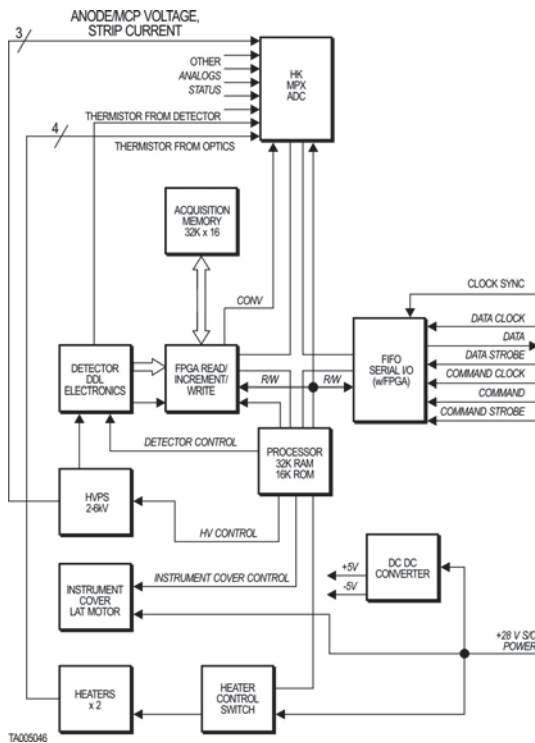 3
ANODE/MCP VOLTAGE,
STRIP CURRENT
OTHER
ANALOGS
STATUS
HK
MPX
ADC
THERMISTOR FROM DETECTOR
4
THERMISTOR FROM OPTICS
ACQUISITION
MEMORY
32K x 16
CONV
CLOCK SYNC
DATA CLOCK
DATA
DATA STROBE
COMMAND CLOCK
COMMAND
COMMAND STROBE
DETECTOR
DDL
ELECTRONICS
FPGA READ/
INCREMENT/
WRITE
R/W
R/W
FIFO
SERIAL I/O
(w/FPGA)
DETECTOR CONTROL
PROCESSOR
32K RAM
16K ROM
HVPS
2-6kV
HV CONTROL
INSTRUMENT
COVER
LAT MOTOR
INSTRUMENT COVER CONTROL
+5V
-5V
DC DC
CONVERTER
+28 V S/C
POWER
HEATERS
x 2
HEATER
CONTROL
SWITCH
TA005046